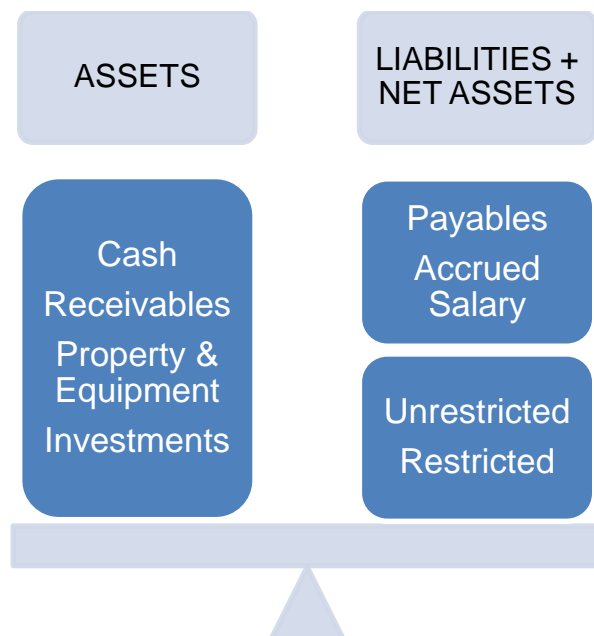 ASSETS
LIABILITIES +
NET ASSETS
Cash
Receivables
Property &
Equipment
Investments
Payables
Accrued
Salary
Unrestricted
Restricted